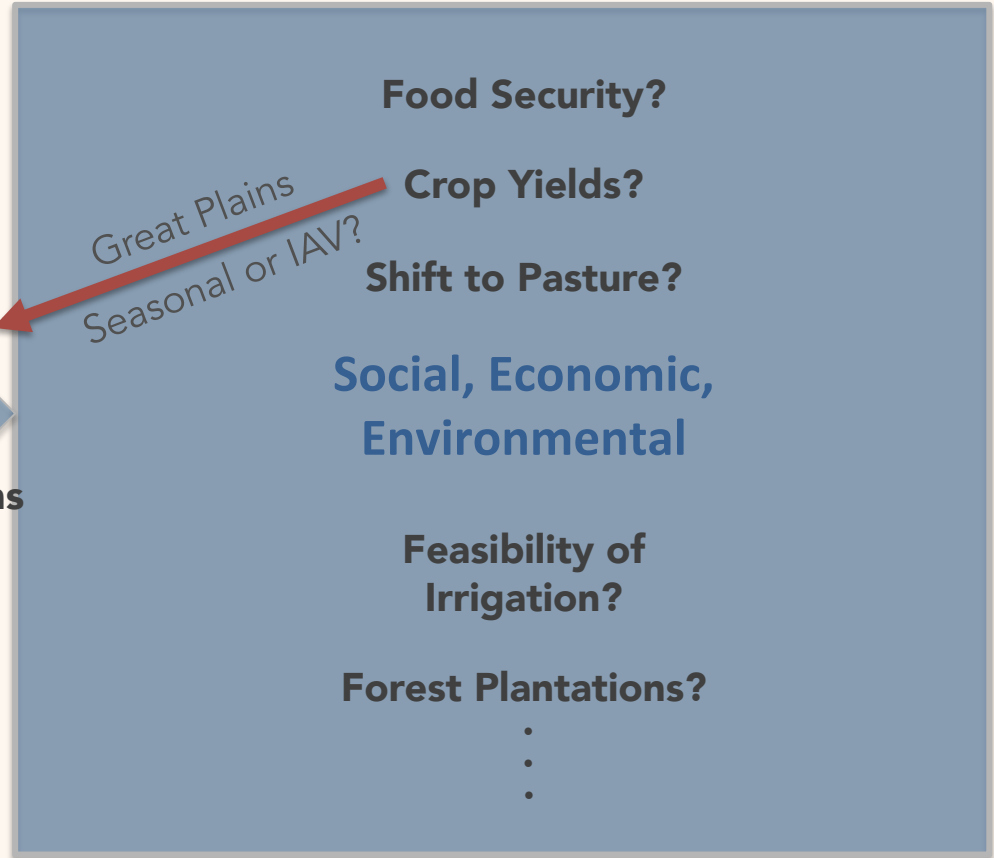 Food Security?
Crop Yields?
Great Plains
Seasonal or IAV?
Shift to Pasture?
Social, Economic,
Environmental
ns
Feasibility of
Irrigation?
Forest Plantations?
.
.
.